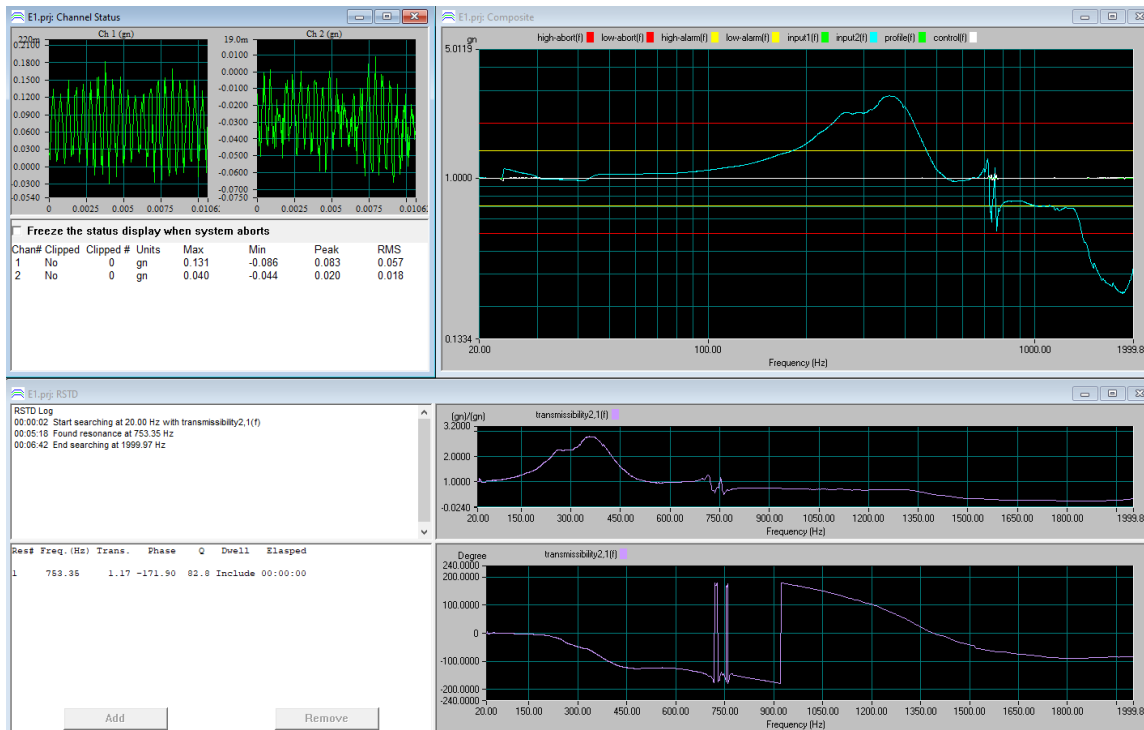 E1.prj: Channel Status
Ch 1 (gn)
220m
0.2100
0.1800
0.1500
0.1200
0.0900
0.0600
0.0300
0.0000
-0.0300
-0.0540
0 0.0025 0.005 0.0075 0.0106
Ch 2 (gn)
19.0m
0.0000
-0.0100
-0.0200
-0.0300
-0.0400
-0.0500
-0.0600
-0.0750
0 0.0025 0.005 0.0075 0.0106
Freeze the status display when system aborts
Chan# Clipped Clipped # Units Max Min Peak RMS
1 No 0 gn 0.131 -0.086 0.083 0.057
2 No 0 gn 0.040 -0.044 0.020 0.018
E1.prj: Composite
gn high-abort(f) low-abort(f) high-alarm(f) low-alarm(f) input1(f) input2(f) profile(f) control(f)
5.0119
1.0000
0.1334
20.00 100.00 1000.00 1999.8
Frequency (Hz)
E1.prj: RSTD
RSTD Log
00:00:02 Start searching at 20.00 Hz with transmissibility2,1(f)
00:05:18 Found resonance at 753.35 Hz
00:06:42 End searching at 1999.97 Hz
Res# Freq.(Hz) Trans. Phase Q Dwell Elasped
1 753.35 1.17 -171.90 82.8 Include 00:00:00
Add Remove
(gn)/(gn) transmissibility2,1(f)
3.2000
2.0000
1.0000
-0.0240
20.00 150.00 300.00 450.00 600.00 750.00 900.00 1050.00 1200.00 1350.00 1500.00 1650.00 1800.00 1999.8
Frequency (Hz)
Degree transmissibility2,1(f)
240.0000
200.0000
100.0000
0
-100.0000
-200.0000
-240.0000
20.00 150.00 300.00 450.00 600.00 750.00 900.00 1050.00 1200.00 1350.00 1500.00 1650.00 1800.00 1999.8
Frequency (Hz)